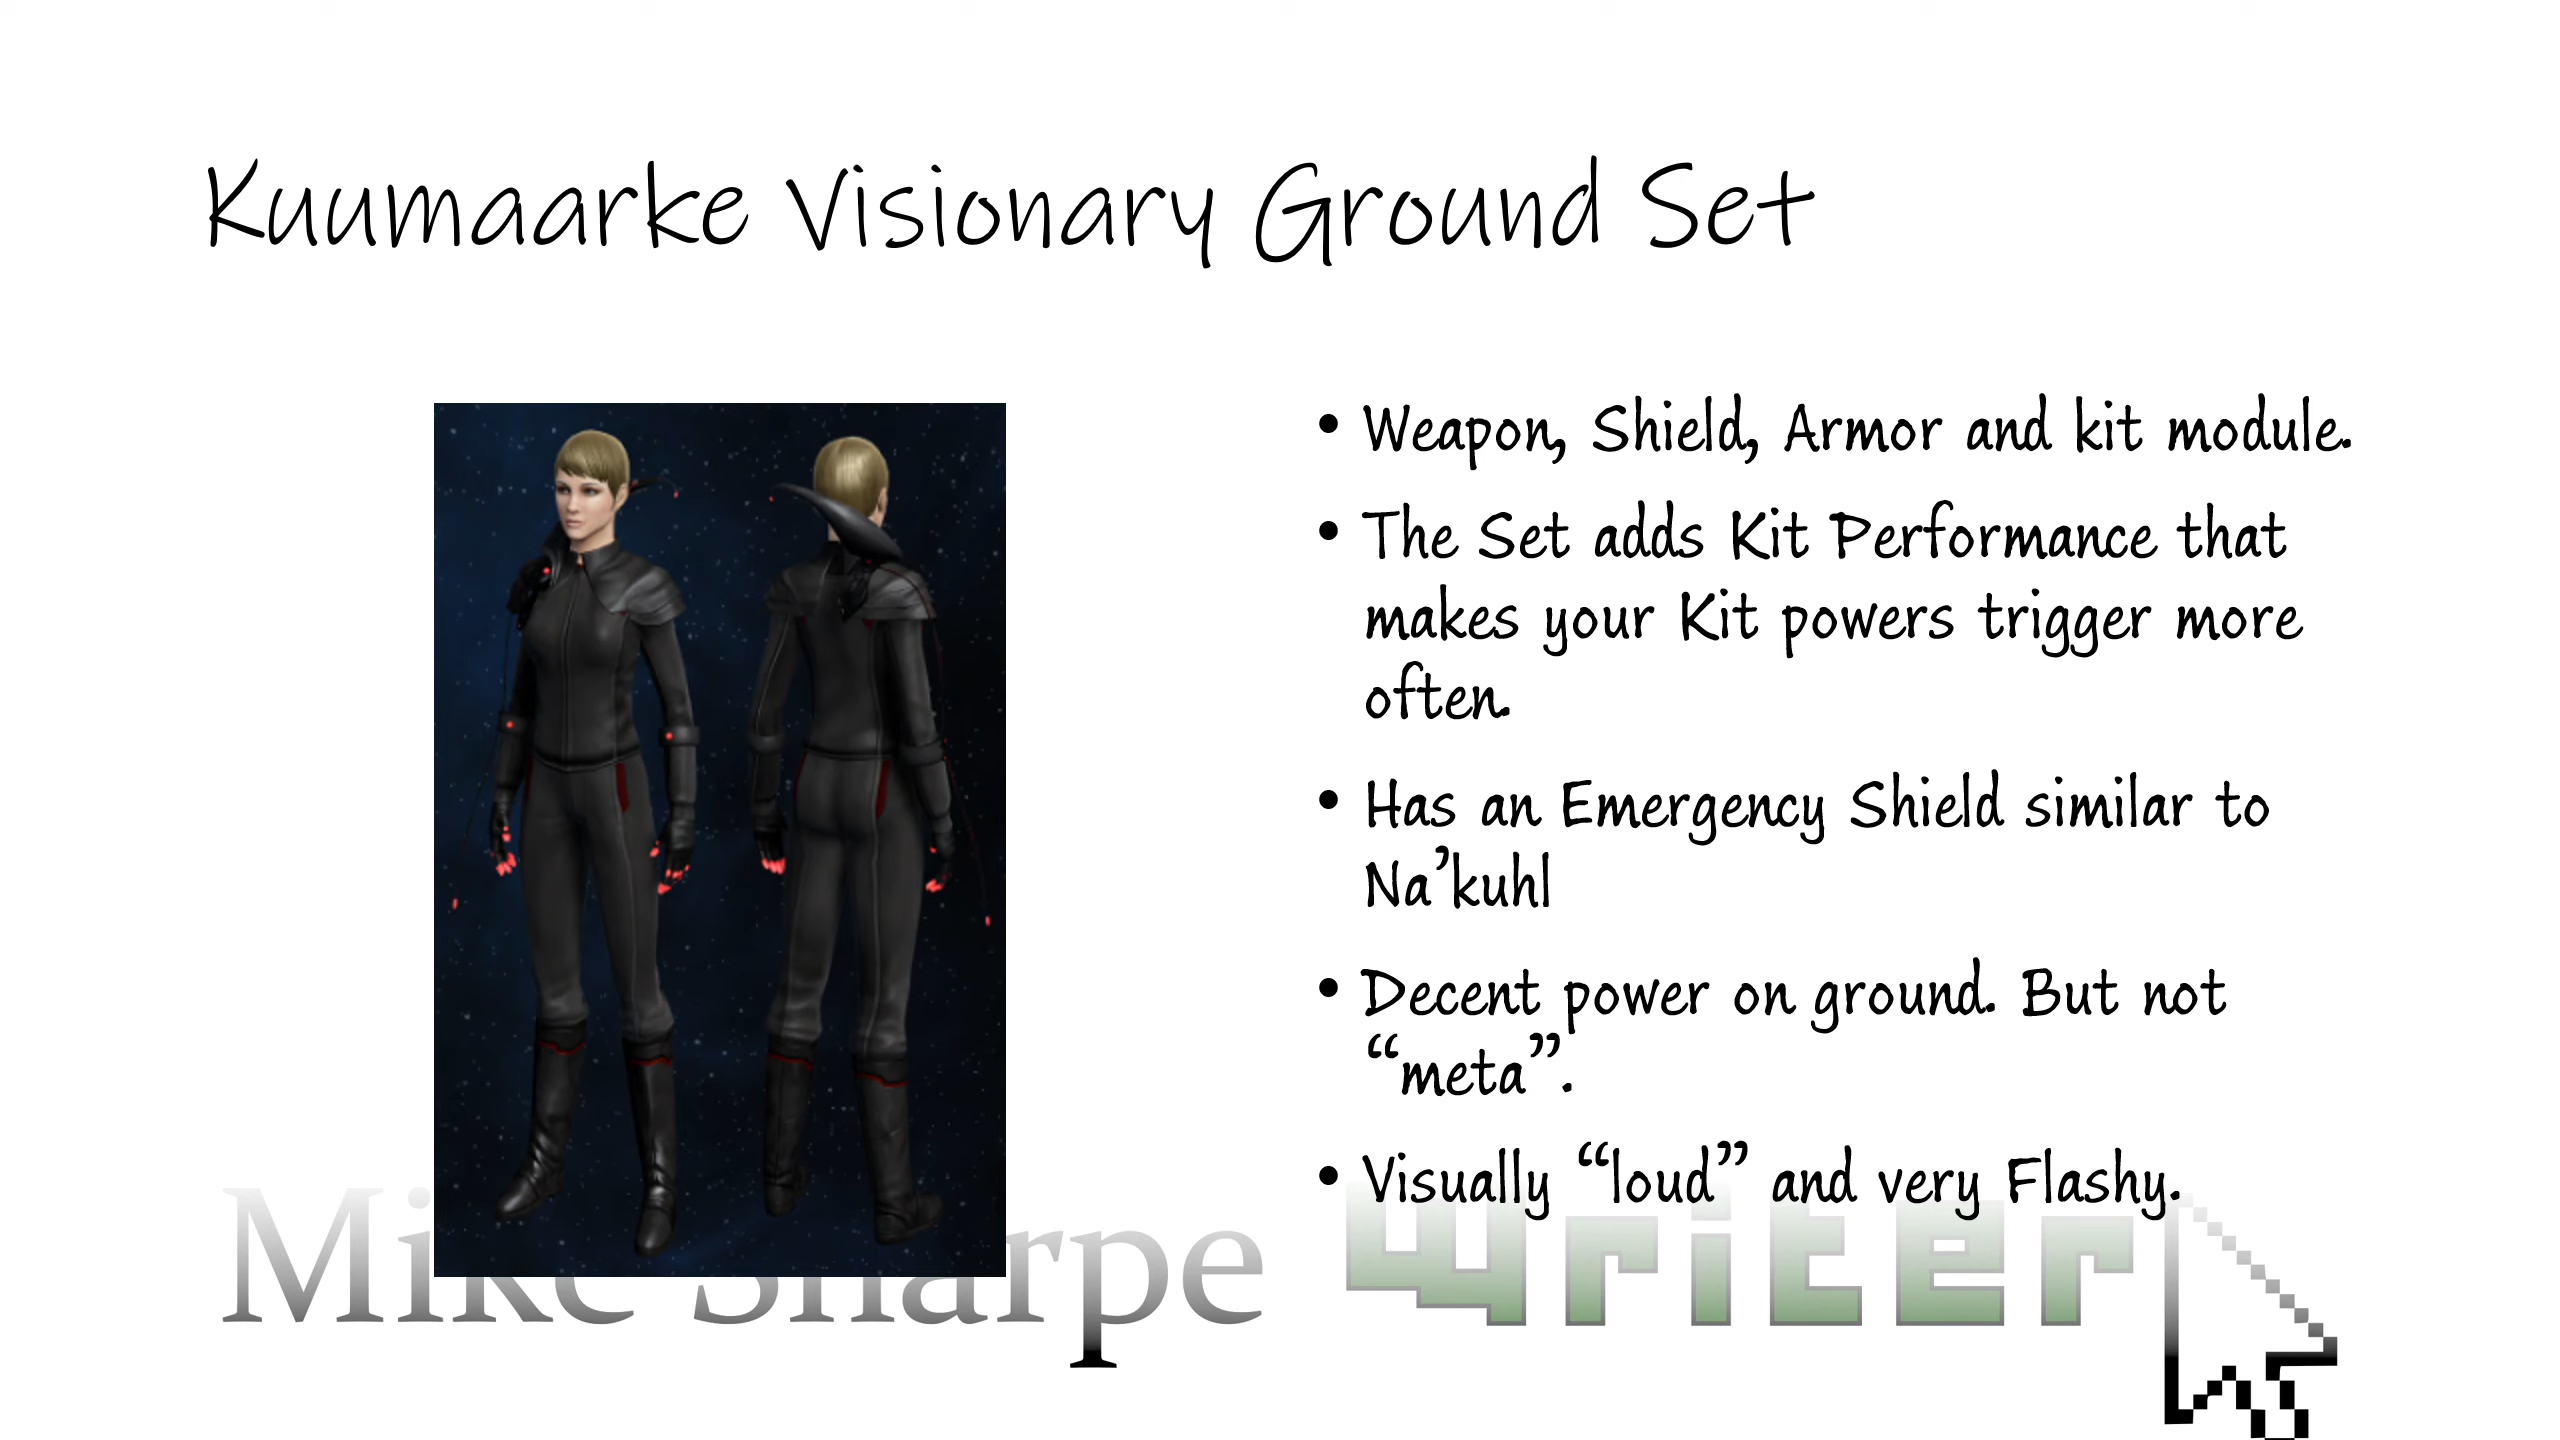 Kuumaarke Visionary Ground Set
• Weapon, Shield, Armor and kit module.
• The Set adds Kit Performance that
makes your Kit powers trigger more
often.
• Has an Emergency Shield similar to
Na’kuhl
• Decent power on ground. But not
“meta”.
• Visually “loud” and very Flashy.
Mike Sharpe Writer